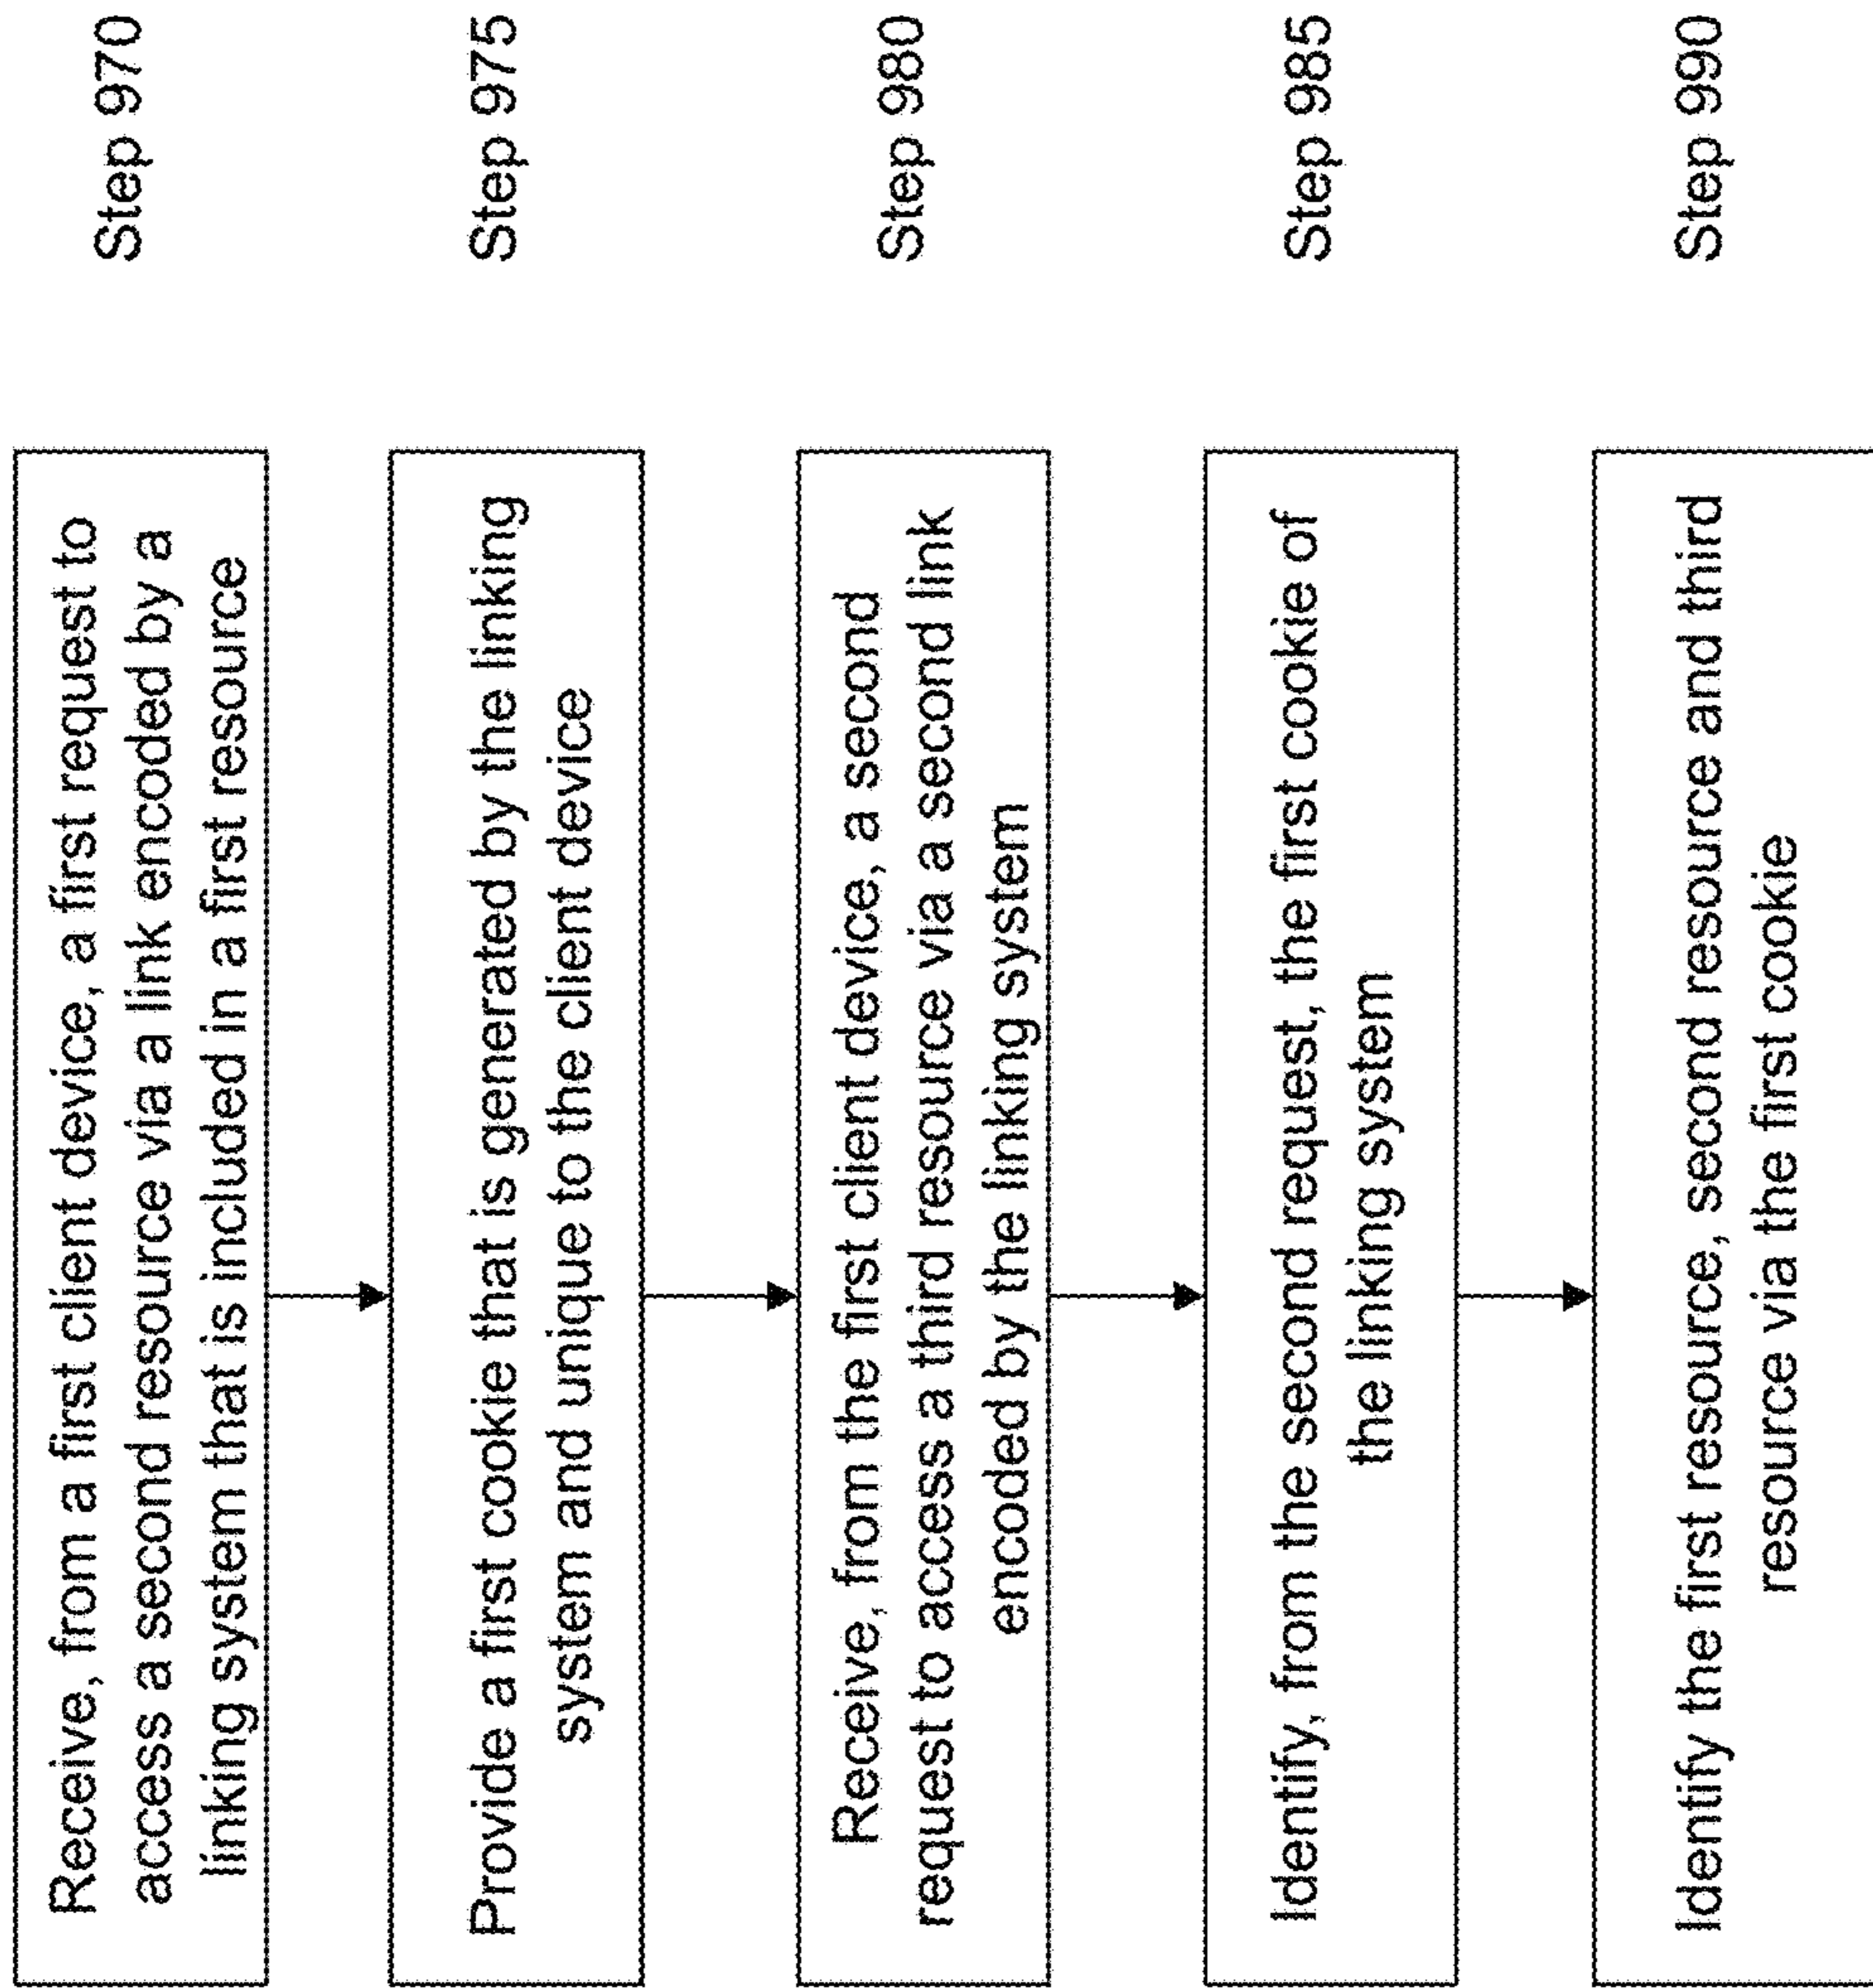 Receive, from a first client device, a first request to
access a second resource via a link encoded by a
linking system that is included in a first resource
Step 970
Provide a first cookie that is generated by the linking
system and unique to the client device
Step 975
Receive, from the first client device, a second
request to access a third resource via a second link
encoded by the linking system
Step 980
Identify, from the second request, the first cookie of
the linking system
Step 985
Identify the first resource, second resource and third
resource via the first cookie
Step 990